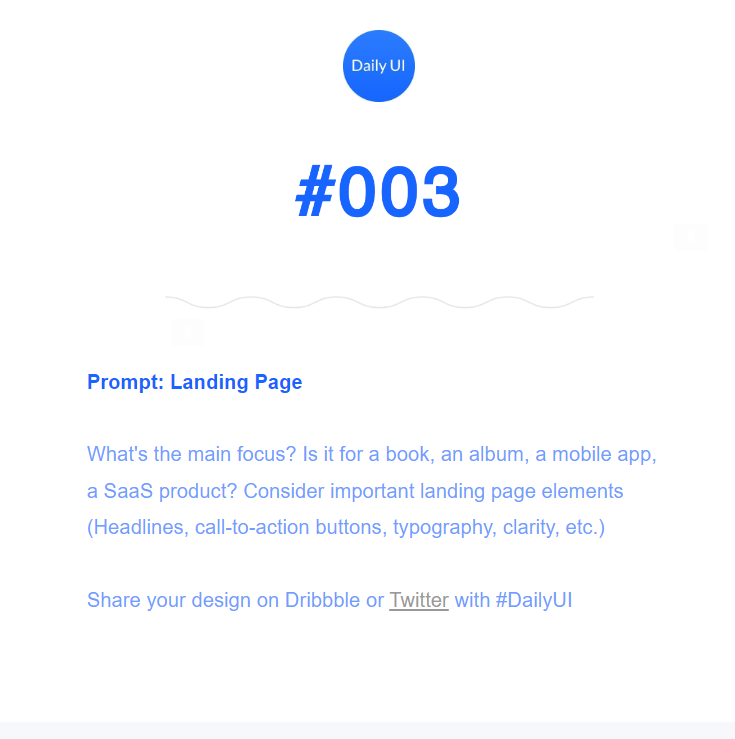 Daily UI
#003
Prompt: Landing Page
What's the main focus? Is it for a book, an album, a mobile app,
a SaaS product? Consider important landing page elements
(Headlines, call-to-action buttons, typography, clarity, etc.)
Share your design on Dribbble or Twitter with #DailyUI